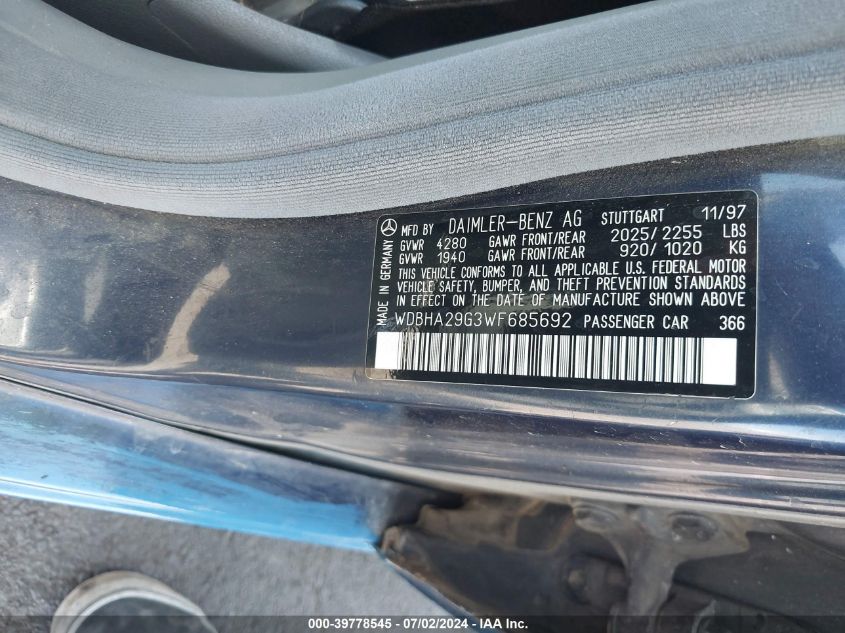 MADE IN GERMANY
MFD BY DAIMLER-BENZ AG STUTTGART 11/97
GVWR 4280 GAWR FRONT/REAR 2025/2255 LBS
GVWR 1940 GAWR FRONT/REAR 920/1020 KG
THIS VEHICLE CONFORMS TO ALL APPLICABLE U.S. FEDERAL MOTOR
VEHICLE SAFETY, BUMPER, AND THEFT PREVENTION STANDARDS
IN EFFECT ON THE DATE OF MANUFACTURE SHOWN ABOVE
WDBHA29G3WF685692 PASSENGER CAR 366
000-39778545 - 07/02/2024 - IAAI.COM